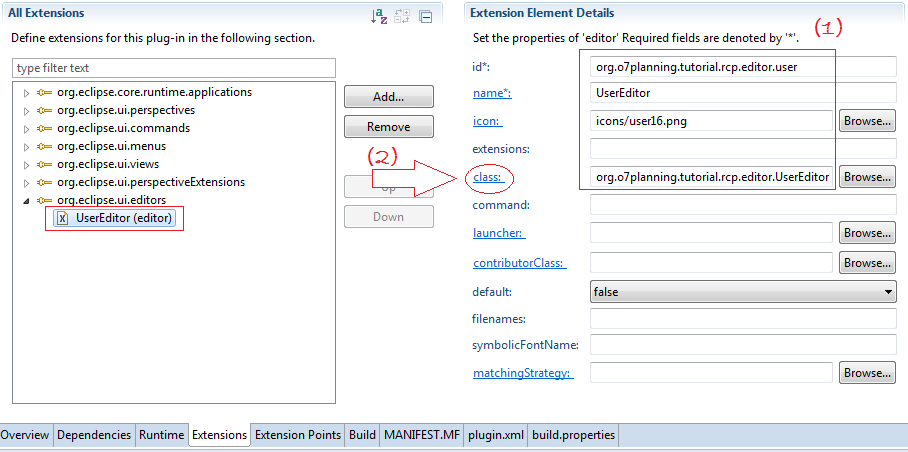 All Extensions
Define extensions for this plug-in in the following section.
type filter text
org.eclipse.core.runtime.applications
org.eclipse.ui.perspectives
org.eclipse.ui.commands
org.eclipse.ui.menus
org.eclipse.ui.views
org.eclipse.ui.perspectiveExtensions
org.eclipse.ui.editors
UserEditor (editor)
Add...
Remove
(2)
Up
Down
Extension Element Details
(1)
Set the properties of 'editor' Required fields are denoted by '*'.
id*: org.o7planning.tutorial.rcp.editor.user
name*: UserEditor
icon: icons/user16.png Browse...
extensions:
class: org.o7planning.tutorial.rcp.editor.UserEditor Browse...
command:
launcher: Browse...
contributorClass: Browse...
default: false
filenames:
symbolicFontName:
matchingStrategy: Browse...
Overview Dependencies Runtime Extensions Extension Points Build MANIFEST.MF plugin.xml build.properties